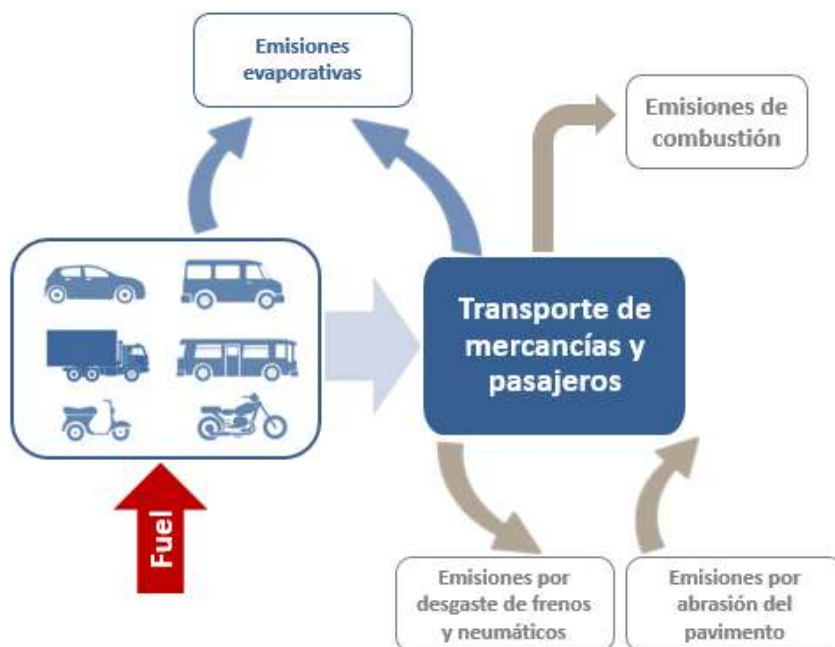 Emisiones
evaporativas
Emisiones de
combustión
Transporte de
mercancías y
pasajeros
Fuel
Emisiones por
desgaste de frenos
y neumáticos
Emisiones por
abrasión del
pavimento